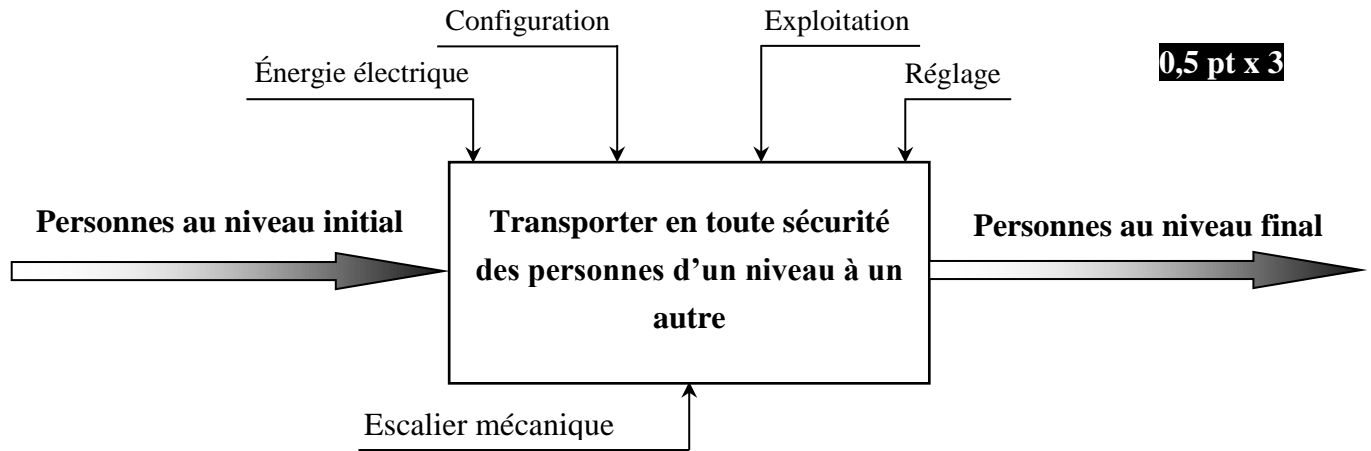 Configuration
Exploitation
Énergie électrique
Réglage
0,5 pt x 3
Personnes au niveau initial
Transporter en toute sécurité
des personnes d’un niveau à un
autre
Personnes au niveau final
Escalier mécanique